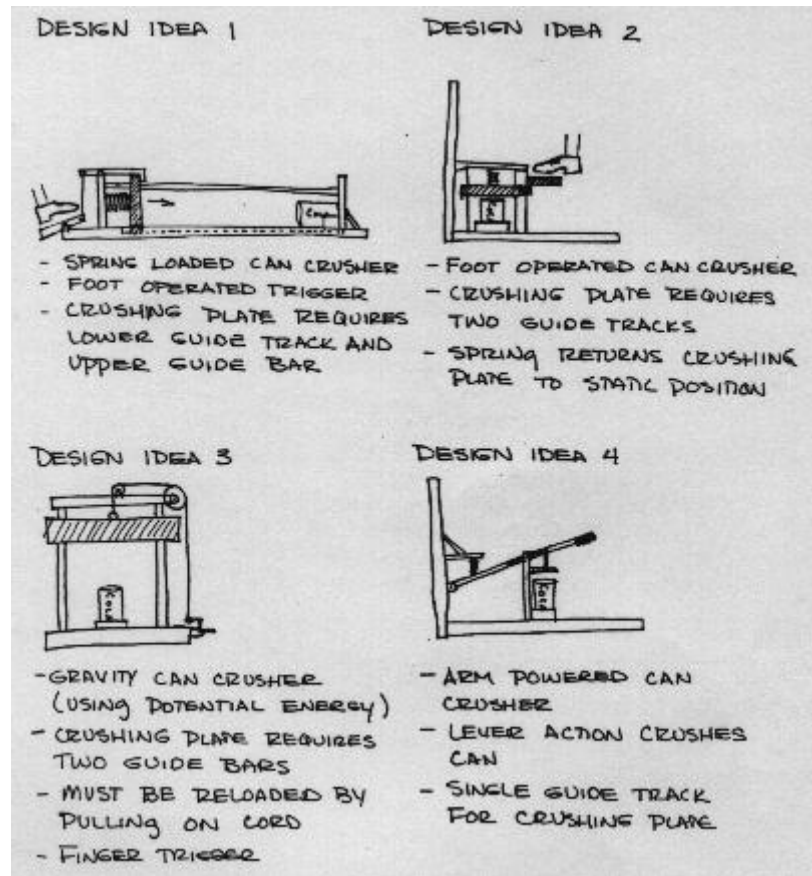 DESIGN IDEA 1
- SPRING LOADED CAN CRUSHER
- FOOT OPERATED TRIGGER
- CRUSHING PLATE REQUIRES
LOWER GUIDE TRACK AND
UPPER GUIDE BAR
DESIGN IDEA 2
- FOOT OPERATED CAN CRUSHER
- CRUSHING PLATE REQUIRES
TWO GUIDE TRACKS
- SPRING RETURNS CRUSHING
PLATE TO STATIC POSITION
DESIGN IDEA 3
- GRAVITY CAN CRUSHER
(USING POTENTIAL ENERGY)
- CRUSHING PLATE REQUIRES
TWO GUIDE BARS
- MUST BE RELOADED BY
PULLING ON CORD
- FINGER TRIGGER
DESIGN IDEA 4
- ARM POWERED CAN
CRUSHER
- LEVER ACTION CRUSHES
CAN
- SINGLE GUIDE TRACK
FOR CRUSHING PLATE